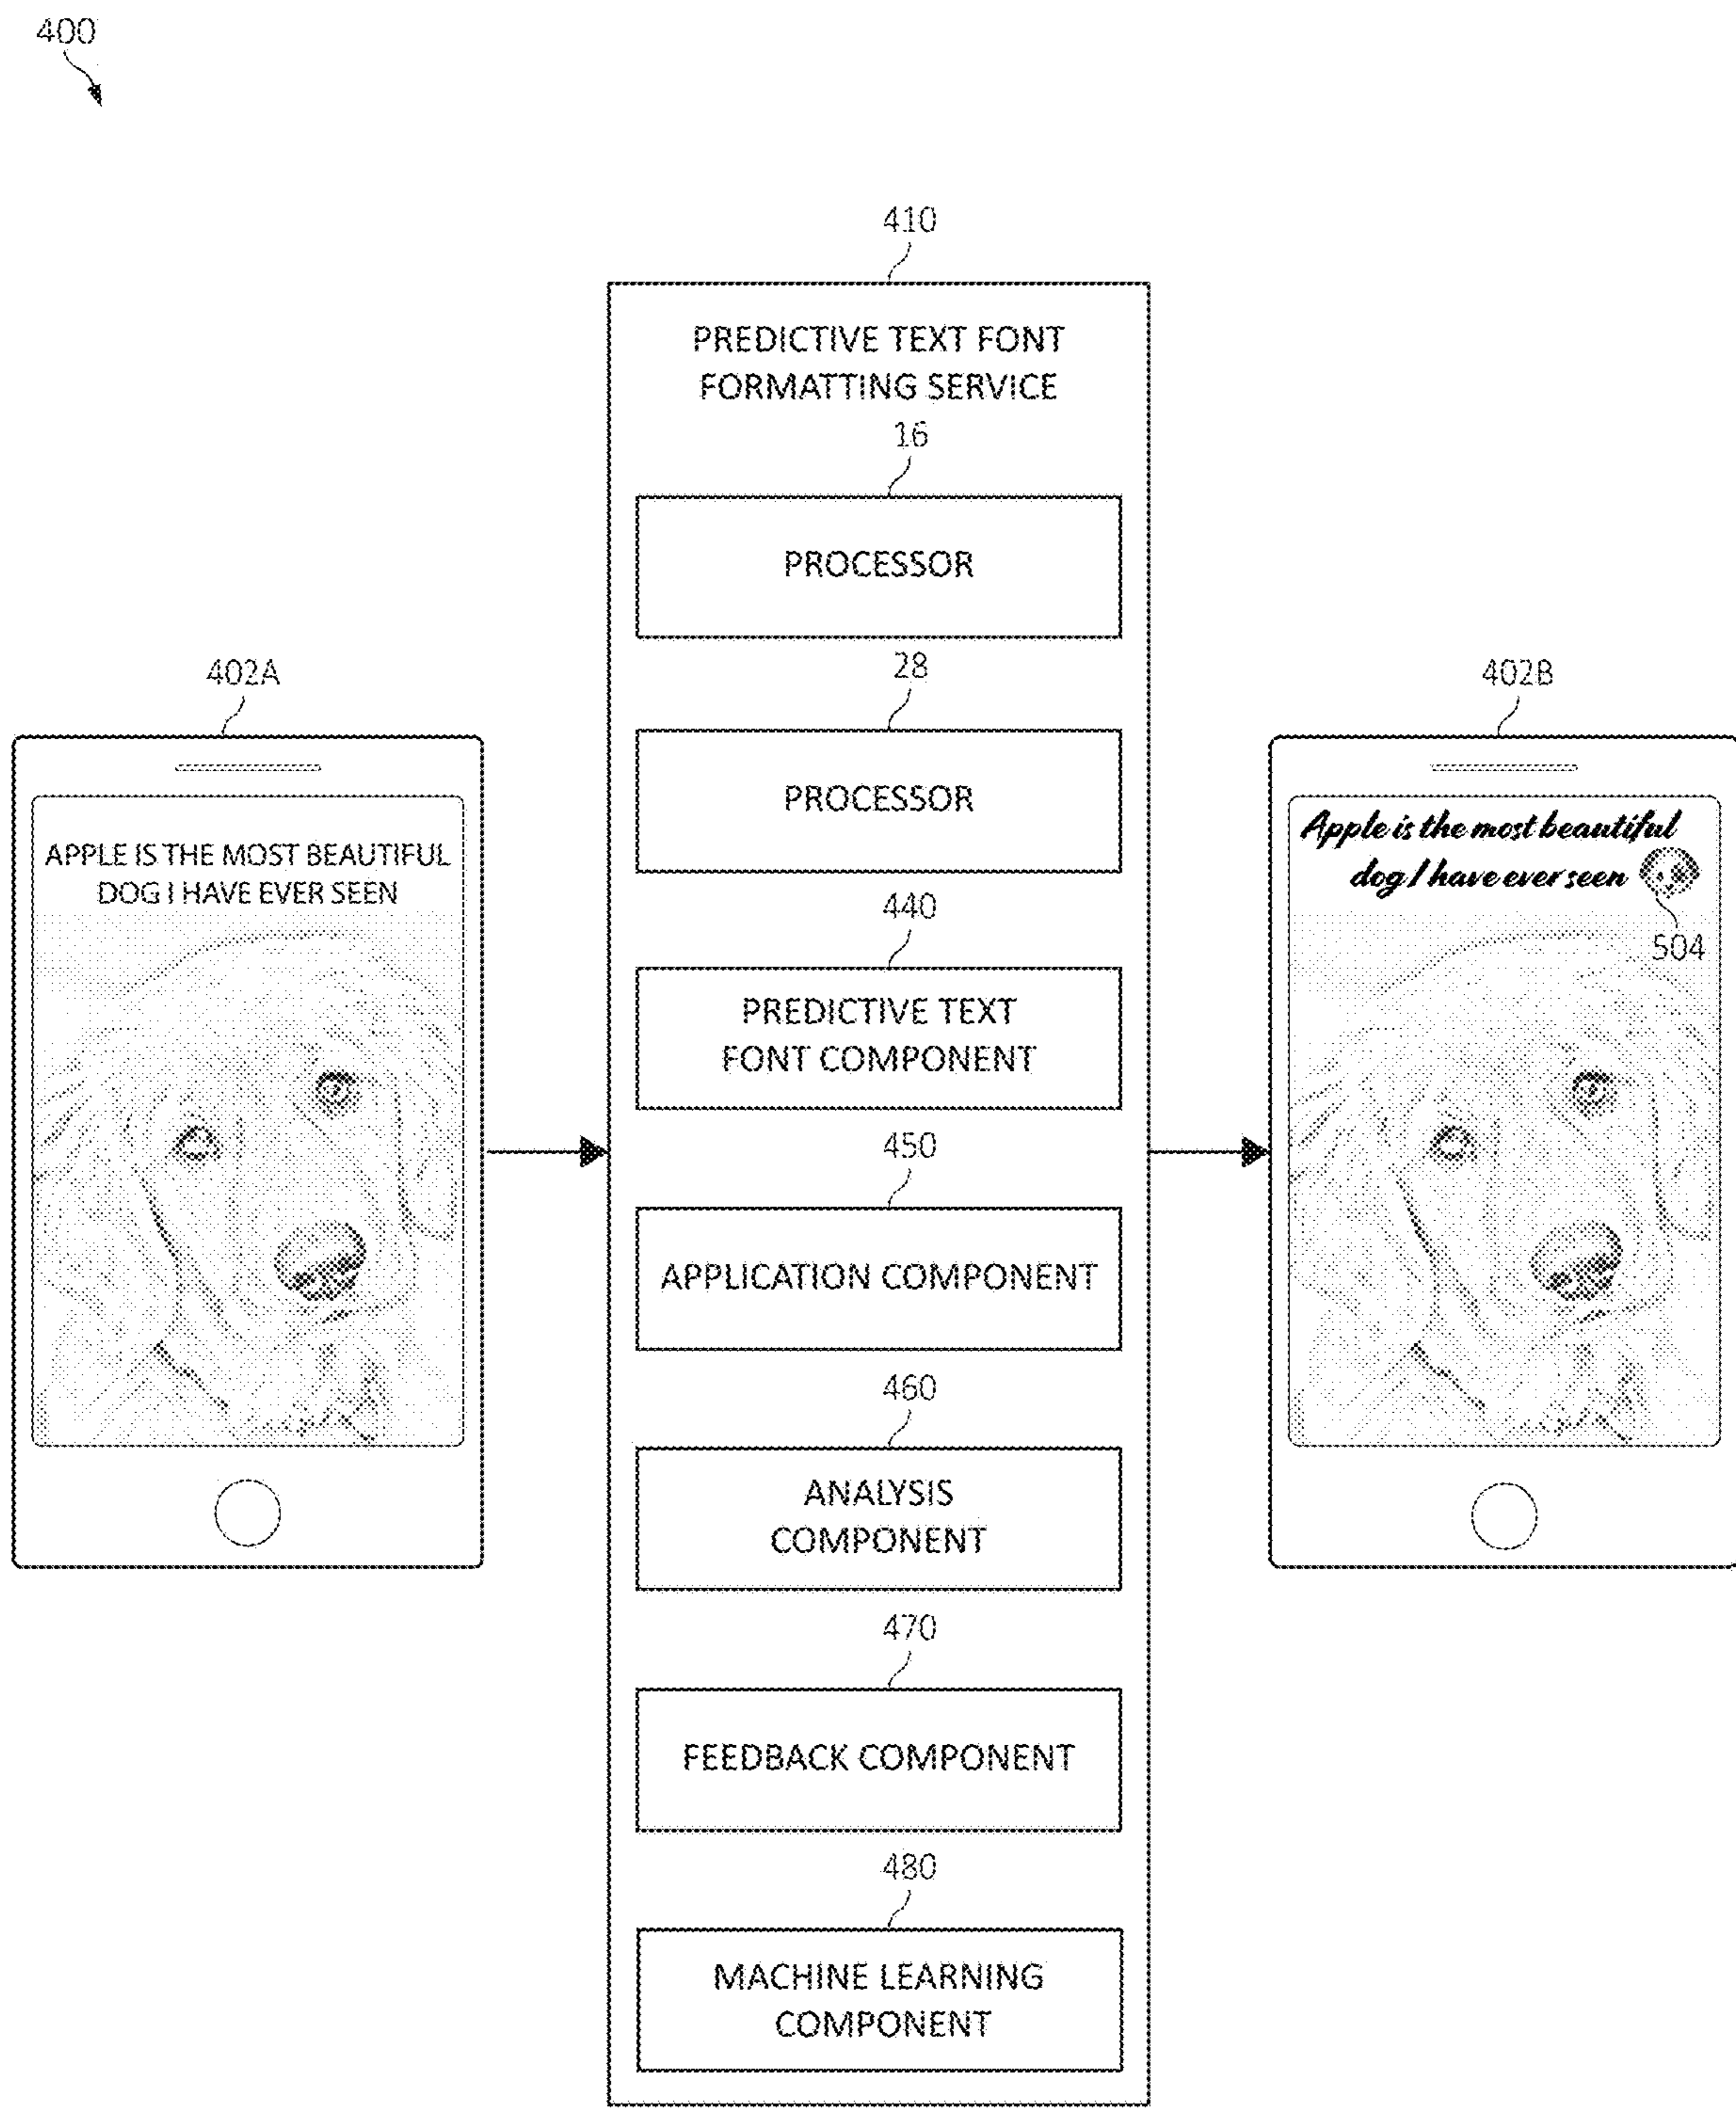 400
410
PREDICTIVE TEXT FONT
FORMATTING SERVICE
16
PROCESSOR
28
PROCESSOR
440
PREDICTIVE TEXT
FONT COMPONENT
450
APPLICATION COMPONENT
460
ANALYSIS
COMPONENT
470
FEEDBACK COMPONENT
480
MACHINE LEARNING
COMPONENT
402A
APPLE IS THE MOST BEAUTIFUL
DOG I HAVE EVER SEEN
402B
Apple is the most beautiful
dog I have ever seen
504